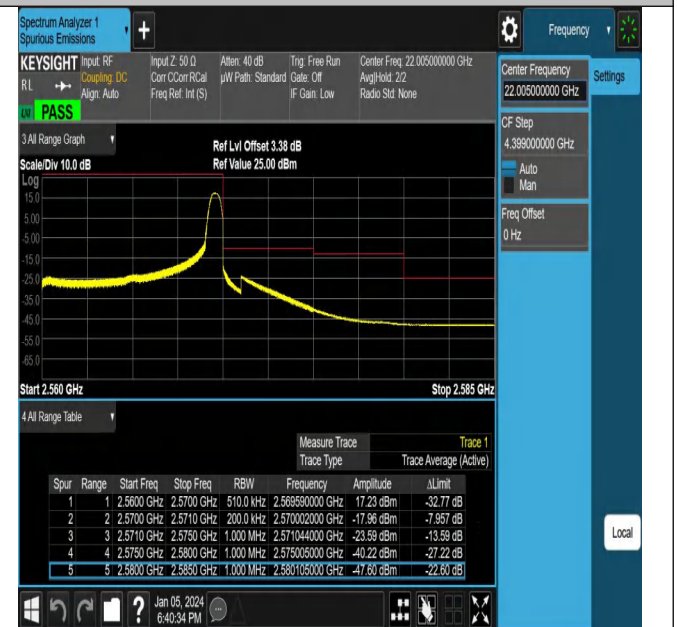 Spectrum Analyzer 1
Spurious Emissions
+
Frequency
KEYSIGHT
RL
Input: RF
Coupling: DC
Align: Auto
Input Z: 50 Ω
Corr CCorr RCal
Freq Ref: Int (S)
Atten: 40 dB
µW Path: Standard
Trig: Free Run
Gate: Off
IF Gain: Low
Center Freq: 22.005000000 GHz
Avg|Hold: 2/2
Radio Std: None
PASS
Center Frequency
22.005000000 GHz
Settings
CF Step
4.399000000 GHz
Auto
Man
Freq Offset
0 Hz
3 All Range Graph
Scale/Div 10.0 dB
Ref Lvl Offset 3.38 dB
Ref Value 25.00 dBm
Log
15.0
5.00
-5.00
-15.0
-25.0
-35.0
-45.0
-55.0
-65.0
Start 2.560 GHz Stop 2.585 GHz
4 All Range Table
Measure Trace Trace 1
Trace Type Trace Average (Active)
Spur Range Start Freq Stop Freq RBW Frequency Amplitude ΔLimit
1 1 2.5600 GHz 2.5700 GHz 510.0 kHz 2.569590000 GHz 17.23 dBm -32.77 dB
2 2 2.5700 GHz 2.5710 GHz 200.0 kHz 2.570002000 GHz -17.96 dBm -7.957 dB
3 3 2.5710 GHz 2.5750 GHz 1.000 MHz 2.571044000 GHz -23.59 dBm -13.59 dB
4 4 2.5750 GHz 2.5800 GHz 1.000 MHz 2.575005000 GHz -40.22 dBm -27.22 dB
5 5 2.5800 GHz 2.5850 GHz 1.000 MHz 2.580105000 GHz -47.60 dBm -22.60 dB
Local
?
Jan 05, 2024
6:40:34 PM